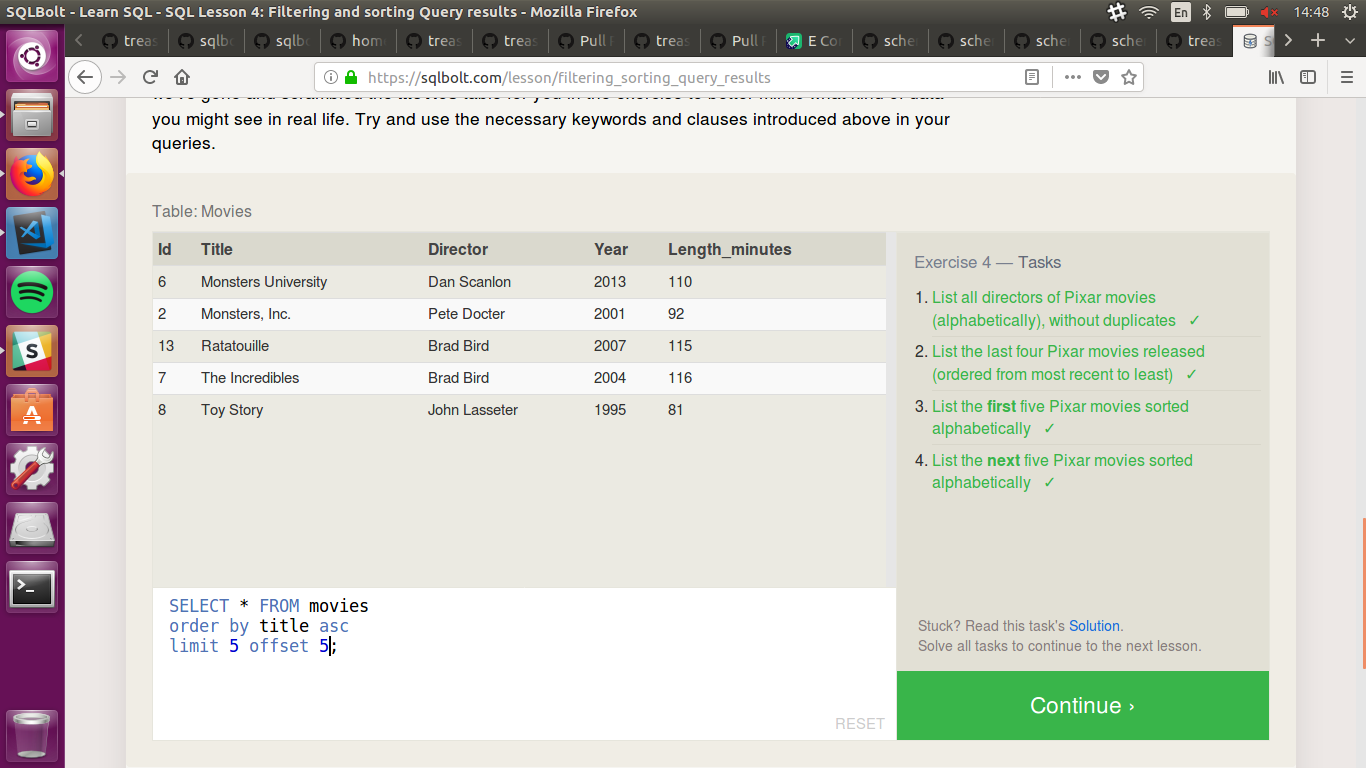 SQLBolt - Learn SQL - SQL Lesson 4: Filtering and sorting Query results - Mozilla Firefox
En
14:48
treas
sqlb
sqlb
hom
treas
treas
Pull
treas
Pull
E Co
sche
sche
sche
sche
treas
https://sqlbolt.com/lesson/filtering_sorting_query_results
you might see in real life. Try and use the necessary keywords and clauses introduced above in your
queries.
Table: Movies
Id Title Director Year Length_minutes
6 Monsters University Dan Scanlon 2013 110
2 Monsters, Inc. Pete Docter 2001 92
13 Ratatouille Brad Bird 2007 115
7 The Incredibles Brad Bird 2004 116
8 Toy Story John Lasseter 1995 81
SELECT * FROM movies
order by title asc
limit 5 offset 5;
RESET
Exercise 4 — Tasks
1. List all directors of Pixar movies
(alphabetically), without duplicates ✓
2. List the last four Pixar movies released
(ordered from most recent to least) ✓
3. List the first five Pixar movies sorted
alphabetically ✓
4. List the next five Pixar movies sorted
alphabetically ✓
Stuck? Read this task's Solution.
Solve all tasks to continue to the next lesson.
Continue ›